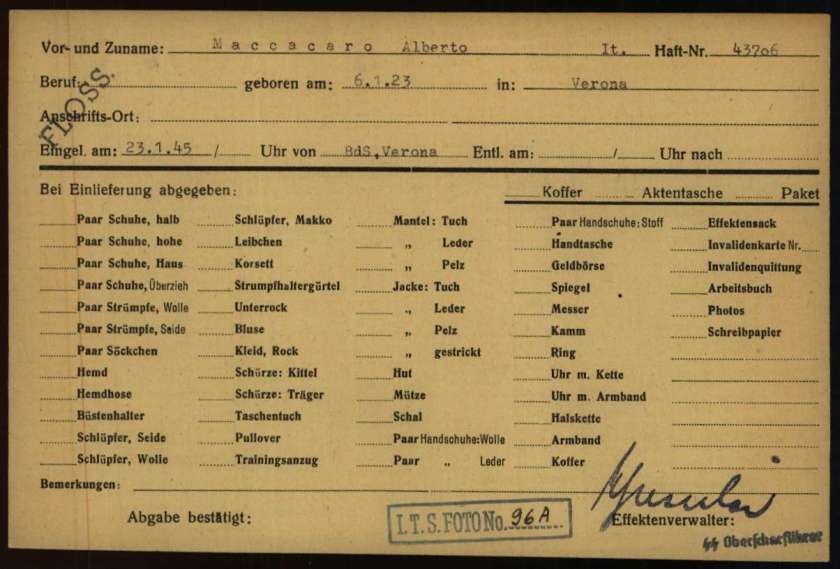 Vor- und Zuname: Maccacaro Alberto It. Haft-Nr. 43706
Beruf: geboren am: 6.1.23 in: Verona
FLOSS.
Anschrifts-Ort:
Eingel. am: 23.1.45 / Uhr von BdS,Verona Entl. am: / Uhr nach
Bei Einlieferung abgegeben: Koffer Aktentasche Paket
Paar Schuhe, halb Schlüpfer, Makko Mantel: Tuch Paar Handschuhe: Stoff Effektensack
Paar Schuhe, hohe Leibchen „ Leder Handtasche Invalidenkarte Nr.
Paar Schuhe, Haus Korsett „ Pelz Geldbörse Invalidenquittung
Paar Schuhe, Überzieh Strumpfhaltergürtel Jacke: Tuch Spiegel Arbeitsbuch
Paar Strümpfe, Wolle Unterrock „ Leder Messer Photos
Paar Strümpfe, Seide Bluse „ Pelz Kamm Schreibpapier
Paar Söckchen Kleid, Rock „ gestrickt Ring
Hemd Schürze: Kittel Hut Uhr m. Kette
Hemdhose Schürze: Träger Mütze Uhr m. Armband
Büstenhalter Taschentuch Schal Halskette
Schlüpfer, Seide Pullover Paar Handschuhe: Wolle Armband
Schlüpfer, Wolle Trainingsanzug Paar „ Leder Koffer
Bemerkungen:
Abgabe bestätigt: I.T.S. FOTO No. 96A Effektenverwalter:
SS Oberscharführer